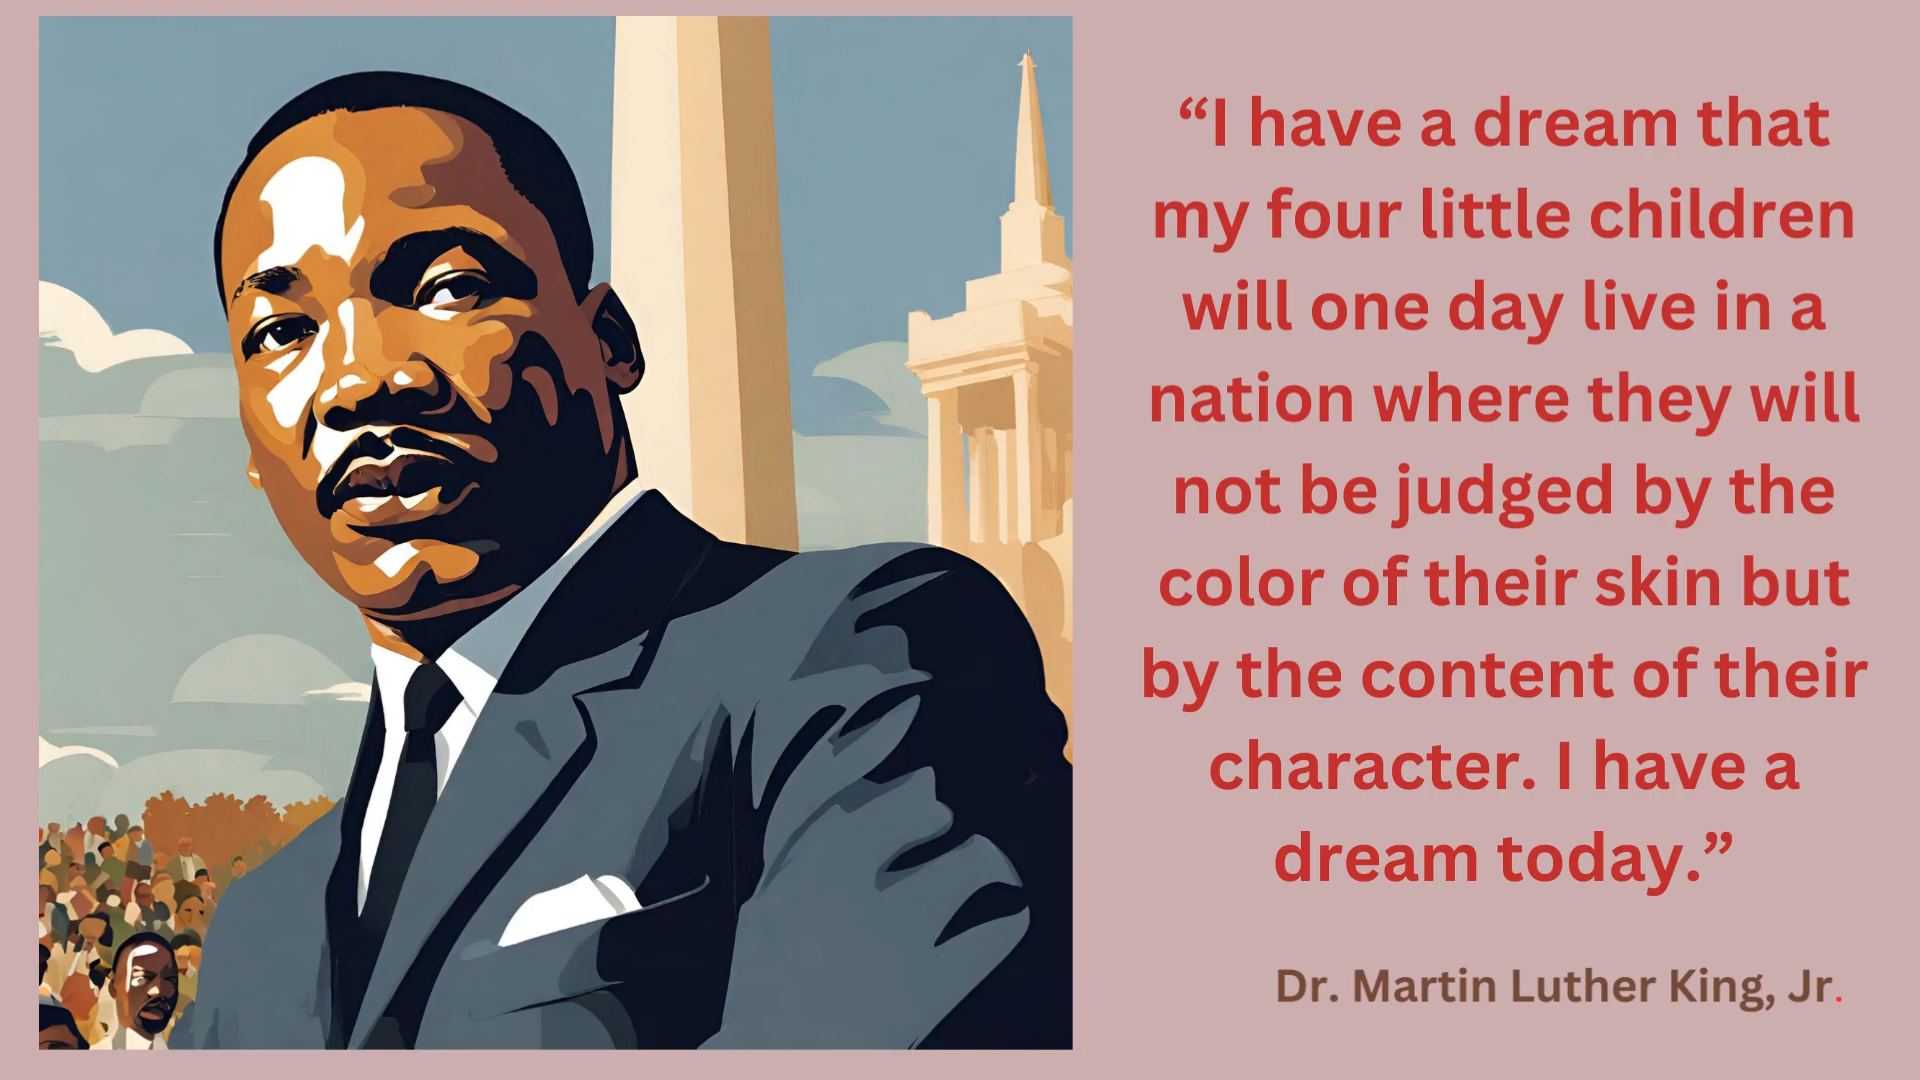 “I have a dream that
my four little children
will one day live in a
nation where they will
not be judged by the
color of their skin but
by the content of their
character. I have a
dream today.”
Dr. Martin Luther King, Jr.